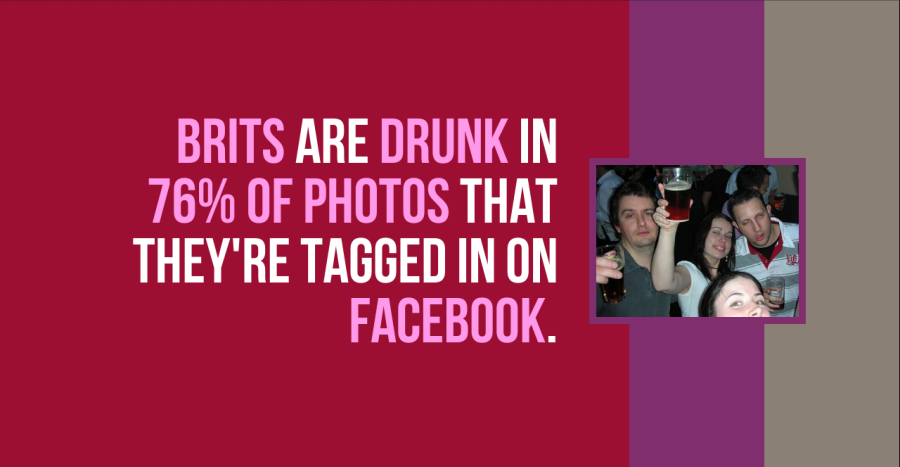 BRITS ARE DRUNK IN
76% OF PHOTOS THAT
THEY'RE TAGGED IN ON
FACEBOOK.